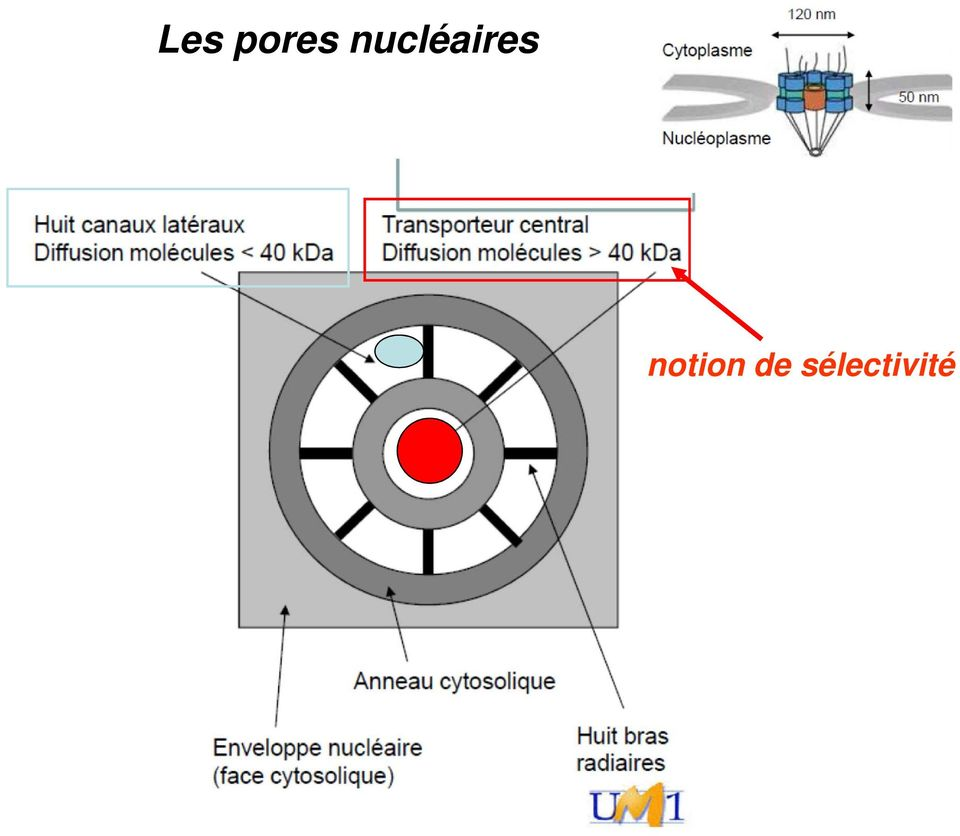 Les pores nucléaires
120 nm
Cytoplasme
50 nm
Nucléoplasme
Huit canaux latéraux
Diffusion molécules < 40 kDa
Transporteur central
Diffusion molécules > 40 kDa
notion de sélectivité
Anneau cytosolique
Enveloppe nucléaire
(face cytosolique)
Huit bras
radiaires
UM1